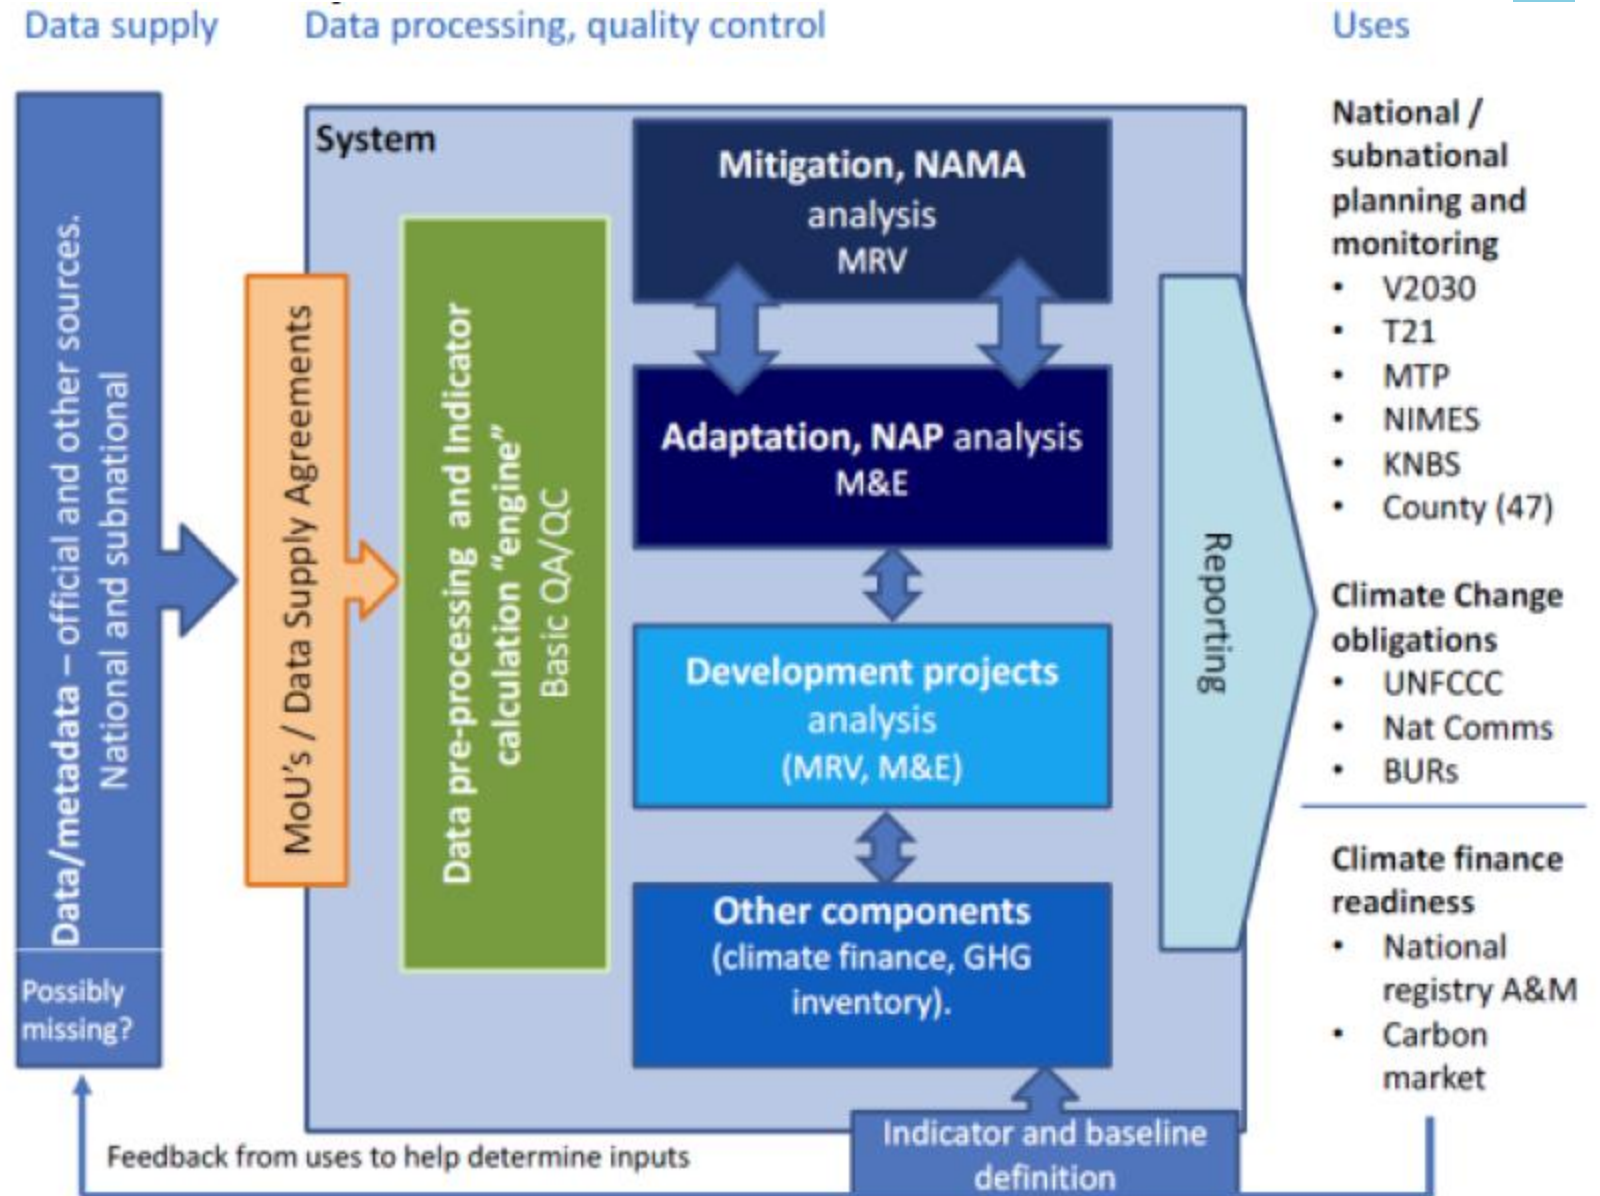 Data supply
Data processing, quality control
Uses
Data/metadata – official and other sources.
National and subnational
Possibly
missing?
MoU's / Data Supply Agreements
System
Data pre-processing and Indicator
calculation “engine”
Basic QA/QC
Mitigation, NAMA
analysis
MRV
Adaptation, NAP analysis
M&E
Development projects
analysis
(MRV, M&E)
Other components
(climate finance, GHG
inventory).
Indicator and baseline
definition
Reporting
National /
subnational
planning and
monitoring
• V2030
• T21
• MTP
• NIMES
• KNBS
• County (47)
Climate Change
obligations
• UNFCCC
• Nat Comms
• BURs
Climate finance
readiness
• National
registry A&M
• Carbon
market
Feedback from uses to help determine inputs